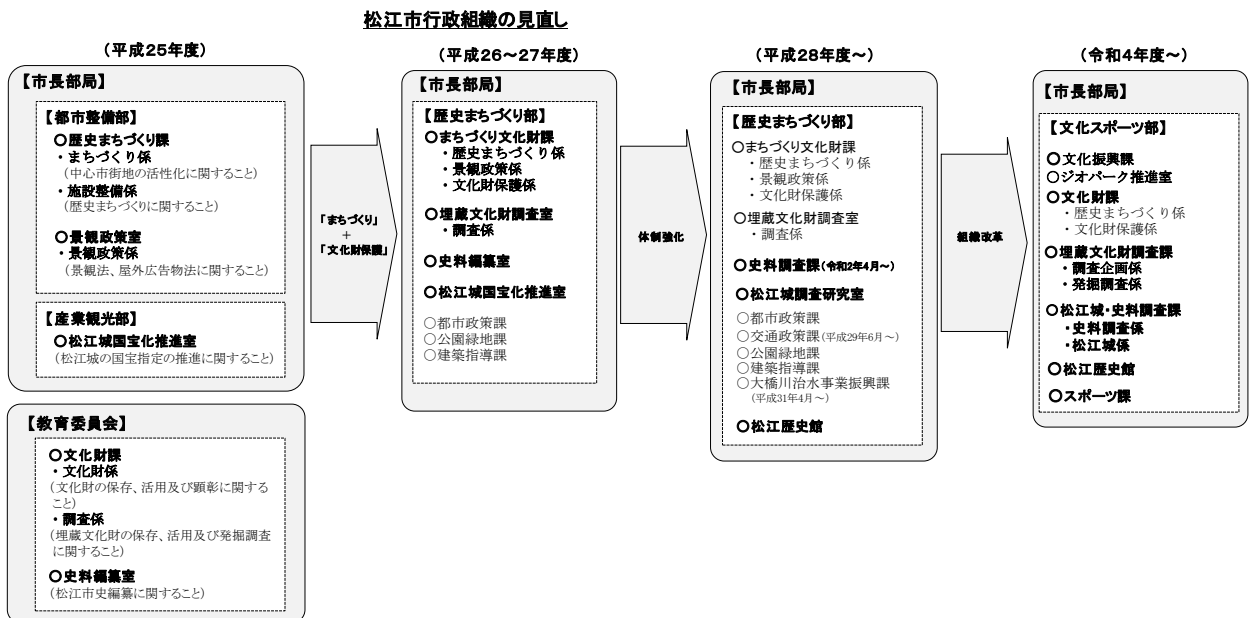 松江市行政組織の見直し
（平成25年度）
【市長部局】
【都市整備部】
○歴史まちづくり課
・まちづくり係
（中心市街地の活性化に関すること）
・施設整備係
（歴史まちづくりに関すること）
○景観政策室
・景観政策係
（景観法、屋外広告物法に関すること）
【産業観光部】
○松江城国宝化推進室
（松江城の国宝指定の推進に関すること）
【教育委員会】
○文化財課
・文化財係
（文化財の保存、活用及び顕彰に関する
こと）
・調査係
（埋蔵文化財の保存、活用及び発掘調査
に関すること）
○史料編纂室
（松江市史編纂に関すること）
「まちづくり」
＋
「文化財保護」
（平成26～27年度）
【市長部局】
【歴史まちづくり部】
○まちづくり文化財課
・歴史まちづくり係
・景観政策係
・文化財保護係
○埋蔵文化財調査室
・調査係
○史料編纂室
○松江城国宝化推進室
○都市政策課
○公園緑地課
○建築指導課
体制強化
（平成28年度～）
【市長部局】
【歴史まちづくり部】
○まちづくり文化財課
・歴史まちづくり係
・景観政策係
・文化財保護係
○埋蔵文化財調査室
・調査係
○史料調査課（令和2年4月～）
○松江城調査研究室
○都市政策課
○交通政策課（平成29年6月～）
○公園緑地課
○建築指導課
○大橋川治水事業振興課
（平成31年4月～）
○松江歴史館
組織改革
（令和4年度～）
【市長部局】
【文化スポーツ部】
○文化振興課
○ジオパーク推進室
○文化財課
・歴史まちづくり係
・文化財保護係
○埋蔵文化財調査課
・調査企画係
・発掘調査係
○松江城・史料調査課
・史料調査係
・松江城係
○松江歴史館
○スポーツ課